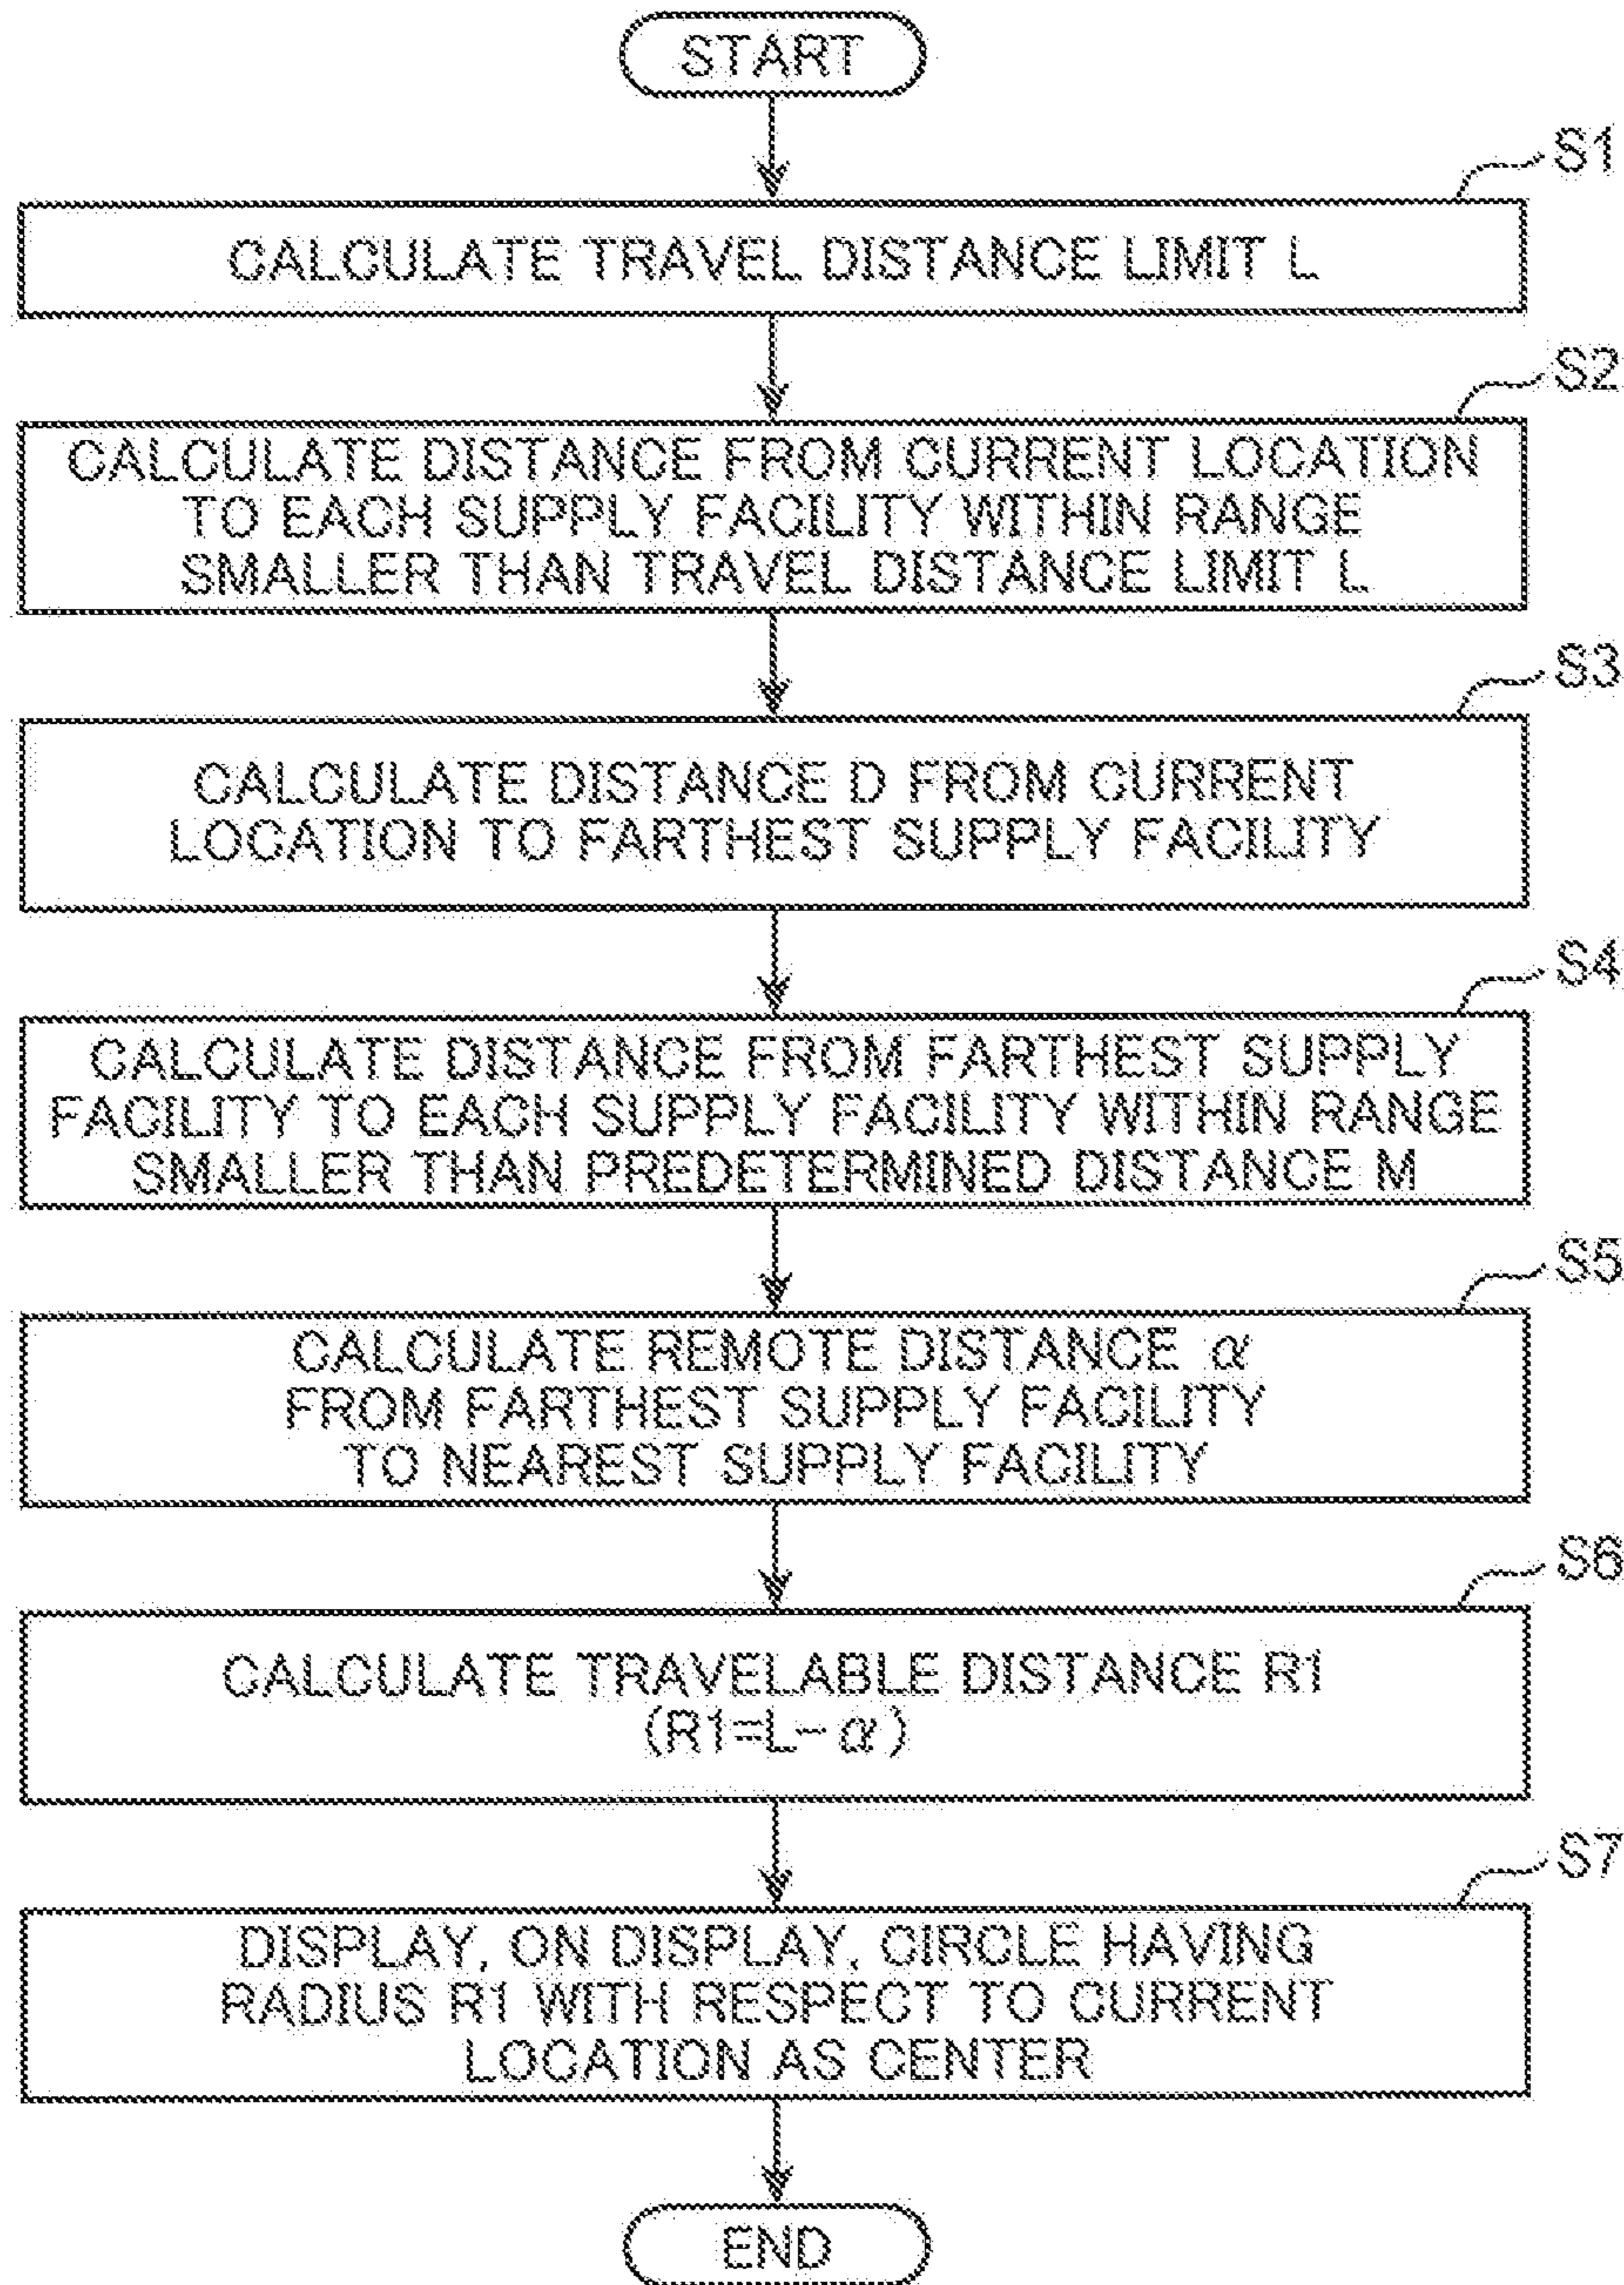 START
S1
CALCULATE TRAVEL DISTANCE LIMIT L
S2
CALCULATE DISTANCE FROM CURRENT LOCATION
TO EACH SUPPLY FACILITY WITHIN RANGE
SMALLER THAN TRAVEL DISTANCE LIMIT L
S3
CALCULATE DISTANCE D FROM CURRENT
LOCATION TO FARTHEST SUPPLY FACILITY
S4
CALCULATE DISTANCE FROM FARTHEST SUPPLY
FACILITY TO EACH SUPPLY FACILITY WITHIN RANGE
SMALLER THAN PREDETERMINED DISTANCE M
S5
CALCULATE REMOTE DISTANCE α
FROM FARTHEST SUPPLY FACILITY
TO NEAREST SUPPLY FACILITY
S6
CALCULATE TRAVELABLE DISTANCE R1
(R1=L-α)
S7
DISPLAY, ON DISPLAY, CIRCLE HAVING
RADIUS R1 WITH RESPECT TO CURRENT
LOCATION AS CENTER
END